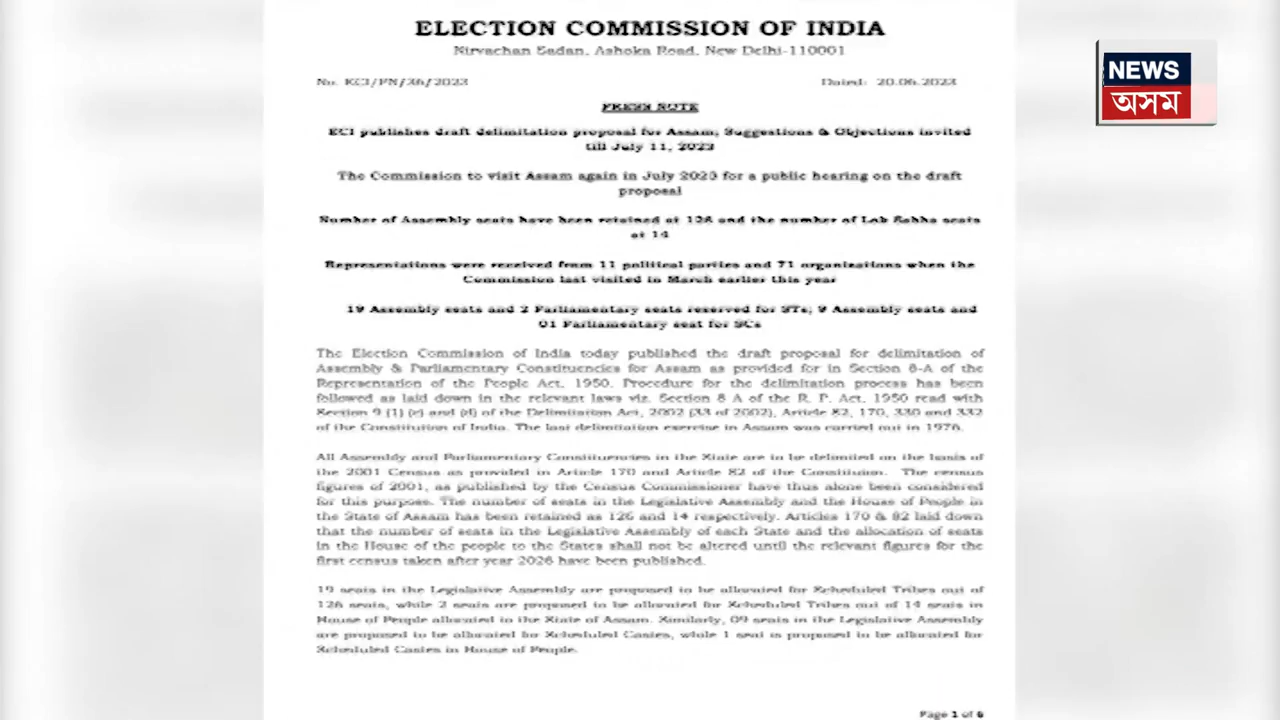 ELECTION COMMISSION OF INDIA
Nirvachan Sadan, Ashoka Road, New Delhi-110001
No. ECI/PN/36/2023 Dated: 20.06.2023
PRESS NOTE
ECI publishes draft delimitation proposal for Assam, Suggestions & Objections invited
till July 11, 2023
The Commission to visit Assam again in July 2023 for a public hearing on the draft
proposal
Number of Assembly seats have been retained at 126 and the number of Lok Sabha seats
at 14
Representations were received from 11 political parties and 71 organizations when the
Commission last visited in March earlier this year
19 Assembly seats and 2 Parliamentary seats reserved for STs; 9 Assembly seats and
01 Parliamentary seat for SCs
The Election Commission of India today published the draft proposal for delimitation of
Assembly & Parliamentary Constituencies for Assam as provided for in Section 8-A of the
Representation of the People Act, 1950. Procedure for the delimitation process has been
followed as laid down in the relevant laws viz. Section 8 A of the R. P. Act, 1950 read with
Section 9 (1) (c) and (d) of the Delimitation Act, 2002 (33 of 2002), Article 82, 170, 330 and 332
of the Constitution of India. The last delimitation exercise in Assam was carried out in 1976.
All Assembly and Parliamentary Constituencies in the State are to be delimited on the basis of
the 2001 Census as provided in Article 170 and Article 82 of the Constitution. The census
figures of 2001, as published by the Census Commissioner have thus alone been considered
for this purpose. The number of seats in the Legislative Assembly and the House of People in
the State of Assam has been retained as 126 and 14 respectively. Articles 170 & 82 laid down
that the number of seats in the Legislative Assembly of each State and the allocation of seats
in the House of the people to the States shall not be altered until the relevant figures for the
first census taken after year 2026 have been published.
19 seats in the Legislative Assembly are proposed to be allocated for Scheduled Tribes out of
126 seats, while 2 seats are proposed to be allocated for Scheduled Tribes out of 14 seats in
House of People allocated to the State of Assam. Similarly, 09 seats in the Legislative Assembly
are proposed to be allocated for Scheduled Castes, while 1 seat is proposed to be allocated for
Scheduled Castes in House of People.
Page 1 of 6
NEWS
অসম